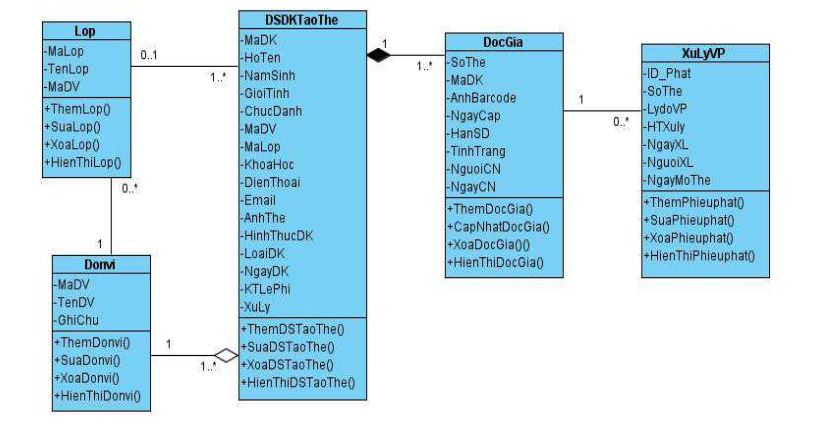 Lop
-MaLop
-TenLop
-MaDV
+ThemLop()
+SuaLop()
+XoaLop()
+HienThiLop()
0..1
1..*
0..*
1
Donvi
-MaDV
-TenDV
-GhiChu
+ThemDonvi()
+SuaDonvi()
+XoaDonvi()
+HienThiDonvi()
1
1..*
DSDKTaoThe
-MaDK
-HoTen
-NamSinh
-GioiTinh
-ChucDanh
-MaDV
-MaLop
-KhoaHoc
-DienThoai
-Email
-AnhThe
-HinhThucDK
-LoaiDK
-NgayDK
-KTLePhi
-XuLy
+ThemDSTaoThe()
+SuaDSTaoThe()
+XoaDSTaoThe()
+HienThiDSTaoThe()
1
1..*
DocGia
-SoThe
-MaDK
-AnhBarcode
-NgayCap
-HanSD
-TinhTrang
-NguoiCN
-NgayCN
+ThemDocGia()
+CapNhatDocGia()
+XoaDocGia()()
+HienThiDocGia()
1
0..*
XuLyVP
-ID_Phat
-SoThe
-LydoVP
-HTXuly
-NgayXL
-NguoiXL
-NgayMoThe
+ThemPhieuphat()
+SuaPhieuphat()
+XoaPhieuphat()
+HienThiPhieuphat()